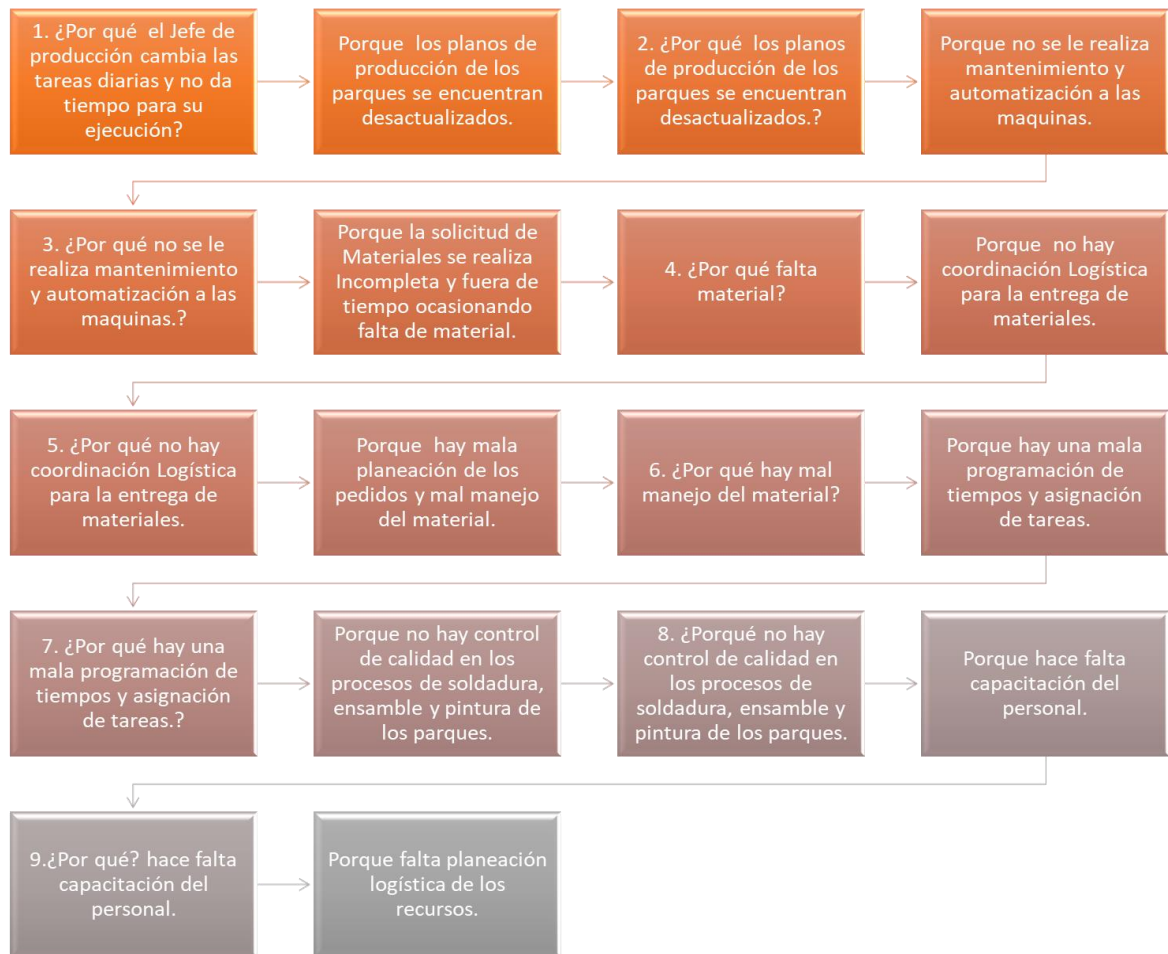 1. ¿Por qué  el Jefe de
producción cambia las
tareas diarias y no da
tiempo para su
ejecución?
Porque  los planos de
producción de los
parques se encuentran
desactualizados.
2. ¿Por qué  los planos
de producción de los
parques se encuentran
desactualizados.?
Porque no se le realiza
mantenimiento y
automatización a las
maquinas.
3. ¿Por qué no se le
realiza mantenimiento
y automatización a las
maquinas.?
Porque la solicitud de
Materiales se realiza
Incompleta y fuera de
tiempo ocasionando
falta de material.
4. ¿Por qué falta
material?
Porque  no hay
coordinación Logística
para la entrega de
materiales.
5. ¿Por qué no hay
coordinación Logística
para la entrega de
materiales.
Porque  hay mala
planeación de los
pedidos y mal manejo
del material.
6. ¿Por qué hay mal
manejo del material?
Porque hay una mala
programación de
tiempos y asignación
de tareas.
7. ¿Por qué hay una
mala programación de
tiempos y asignación
de tareas.?
Porque no hay control
de calidad en los
procesos de soldadura,
ensamble y pintura de
los parques.
8. ¿Porqué no hay
control de calidad en
los procesos de
soldadura, ensamble y
pintura de los parques.
Porque hace falta
capacitación del
personal.
9.¿Por qué? hace falta
capacitación del
personal.
Porque falta planeación
logística de los
recursos.